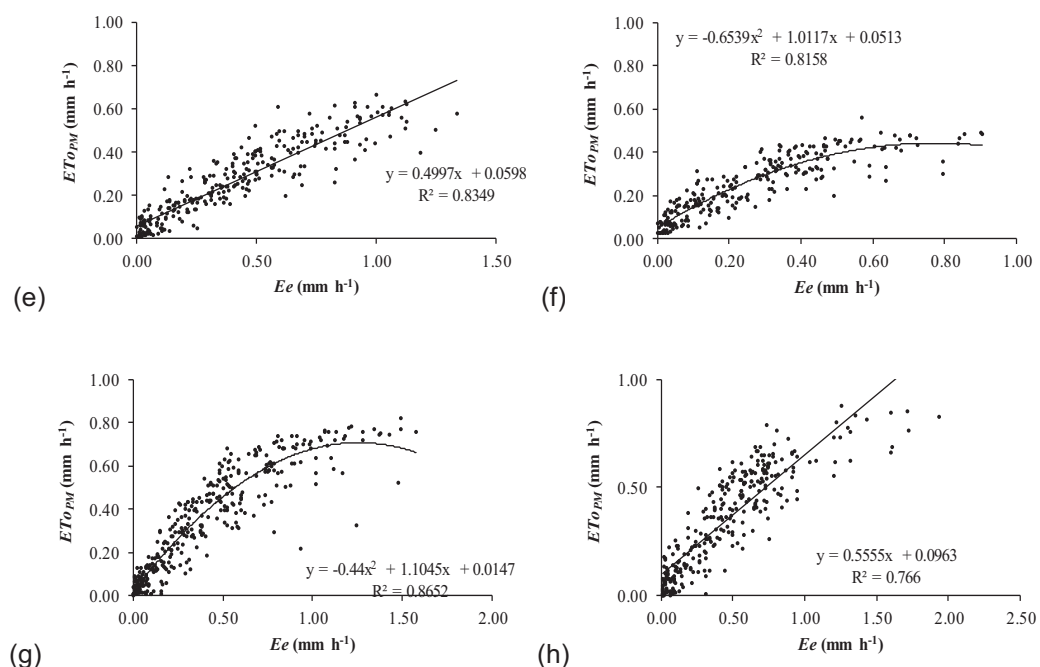 1.00
0.80
0.60
0.40
0.20
0.00
ETo_PM (mm h⁻¹)
y = 0.4997x + 0.0598
R² = 0.8349
0.00 0.50 1.00 1.50
Ee (mm h⁻¹)
(e)
1.00
0.80
0.60
0.40
0.20
0.00
ETo_PM (mm h⁻¹)
y = -0.6539x² + 1.0117x + 0.0513
R² = 0.8158
0.00 0.20 0.40 0.60 0.80 1.00
Ee (mm h⁻¹)
(f)
1.00
0.80
0.60
0.40
0.20
0.00
ETo_PM (mm h⁻¹)
y = -0.44x² + 1.1045x + 0.0147
R² = 0.8652
0.00 0.50 1.00 1.50 2.00
Ee (mm h⁻¹)
(g)
1.00
0.50
0.00
ETo_PM (mm h⁻¹)
y = 0.5555x + 0.0963
R² = 0.766
0.00 0.50 1.00 1.50 2.00 2.50
Ee (mm h⁻¹)
(h)